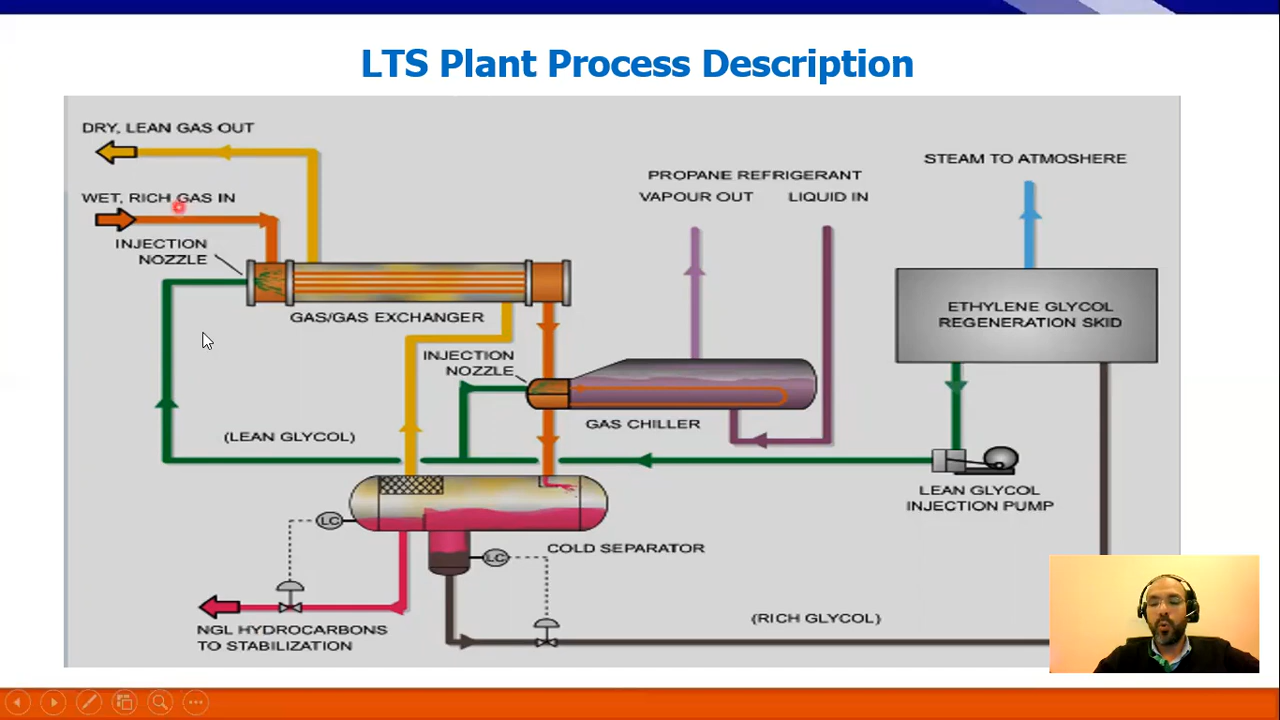 LTS Plant Process Description
DRY, LEAN GAS OUT
WET, RICH GAS IN
INJECTION
NOZZLE
GAS/GAS EXCHANGER
PROPANE REFRIGERANT
VAPOUR OUT
LIQUID IN
STEAM TO ATMOSHERE
ETHYLENE GLYCOL
REGENERATION SKID
INJECTION
NOZZLE
GAS CHILLER
(LEAN GLYCOL)
LEAN GLYCOL
INJECTION PUMP
LC
LC
COLD SEPARATOR
NGL HYDROCARBONS
TO STABILIZATION
(RICH GLYCOL)